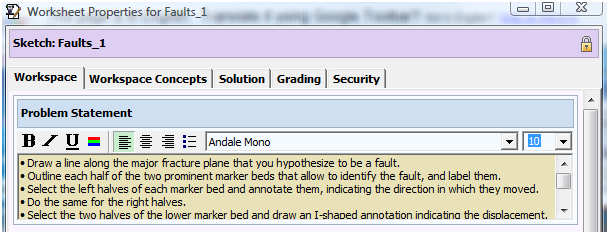 Worksheet Properties for Faults_1
Sketch: Faults_1
Workspace Workspace Concepts Solution Grading Security
Problem Statement
B I U Andale Mono 10
• Draw a line along the major fracture plane that you hypothesize to be a fault.
• Outline each half of the two prominent marker beds that allow to identify the fault, and label them.
• Select the left halves of each marker bed and annotate them, indicating the direction in which they moved.
• Do the same for the right halves.
• Select the two halves of the lower marker bed and draw an I-shaped annotation indicating the displacement.